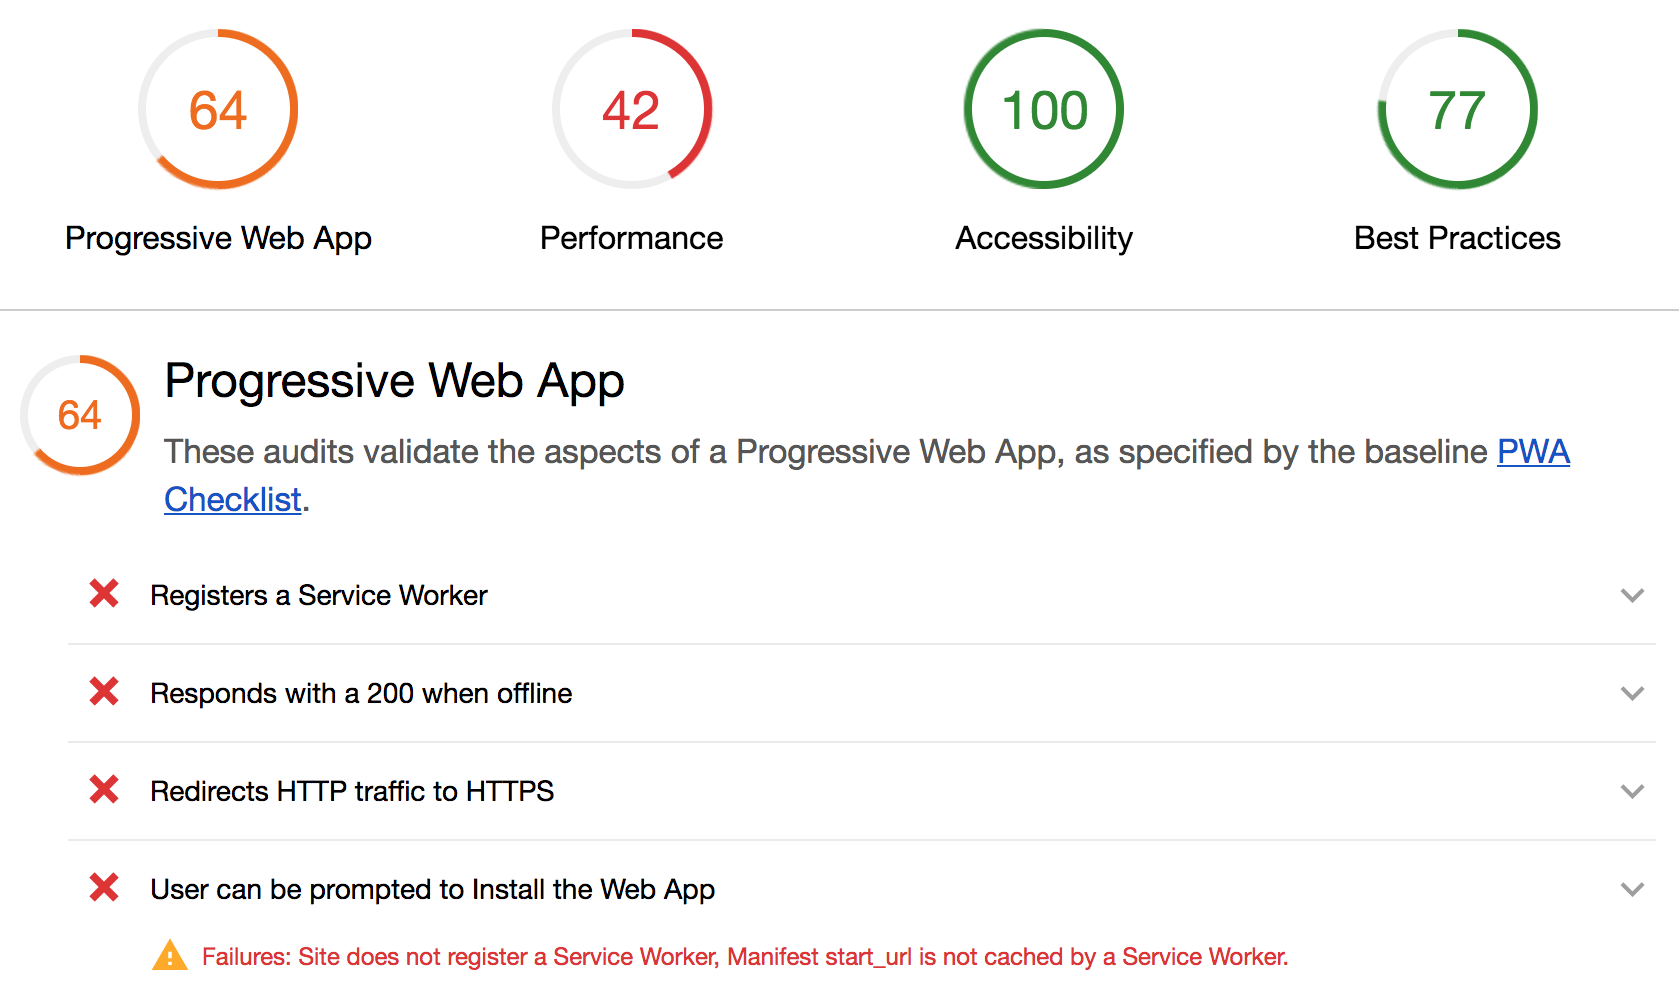 64
42
100
77
Progressive Web App
Performance
Accessibility
Best Practices
64
Progressive Web App
These audits validate the aspects of a Progressive Web App, as specified by the baseline PWA
Checklist.
Registers a Service Worker
Responds with a 200 when offline
Redirects HTTP traffic to HTTPS
User can be prompted to Install the Web App
Failures: Site does not register a Service Worker, Manifest start_url is not cached by a Service Worker.